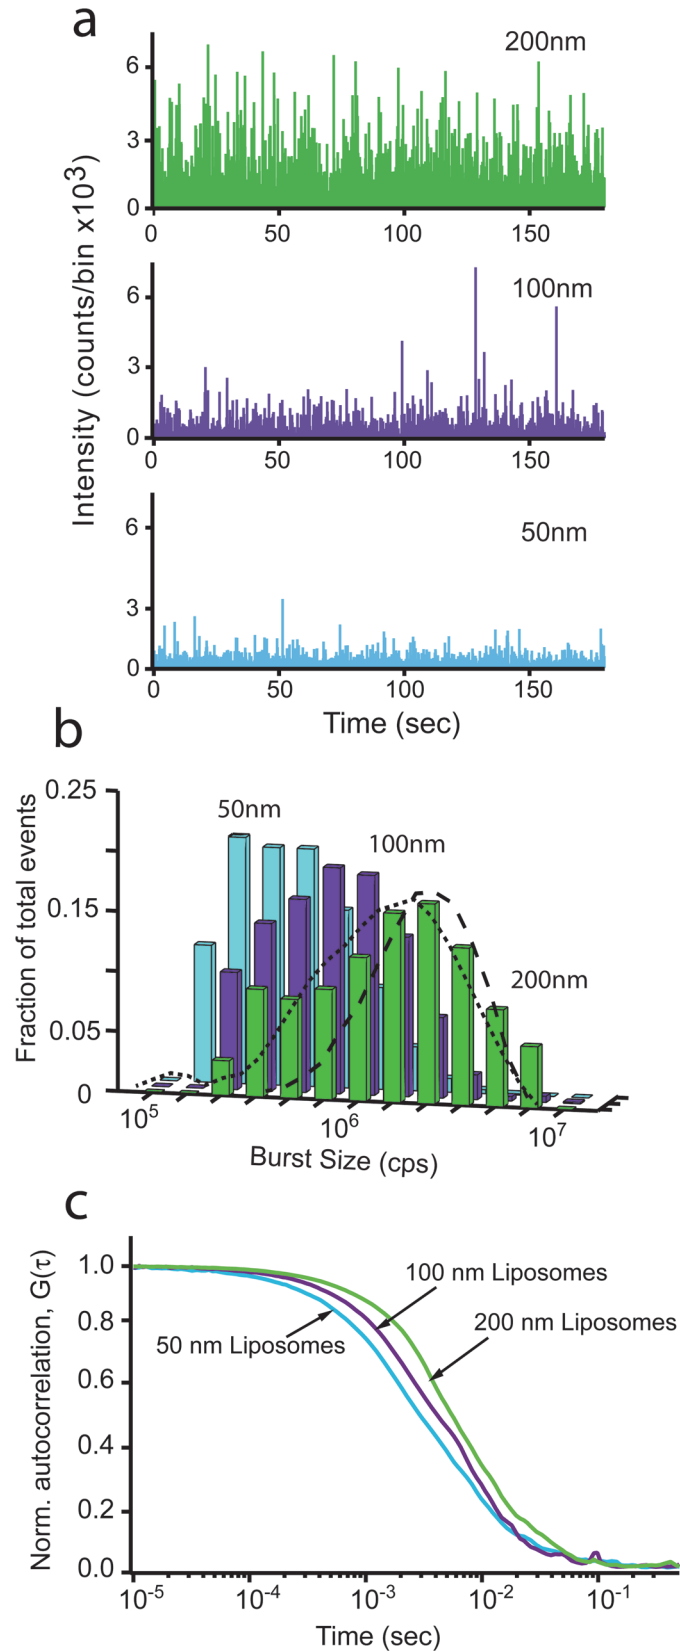 a
Intensity (counts/bin x10³)
200nm
6
3
0
0 50 100 150
100nm
6
3
0
0 50 100 150
50nm
6
3
0
0 50 100 150
Time (sec)
b
Fraction of total events
0.25
0.15
0.05
0
50nm
100nm
200nm
10⁵ 10⁶ 10⁷
Burst Size (cps)
c
Norm. autocorrelation, G(τ)
1.0
0.8
0.6
0.4
0.2
0.0
100 nm Liposomes
200 nm Liposomes
50 nm Liposomes
10⁻⁵ 10⁻⁴ 10⁻³ 10⁻² 10⁻¹
Time (sec)